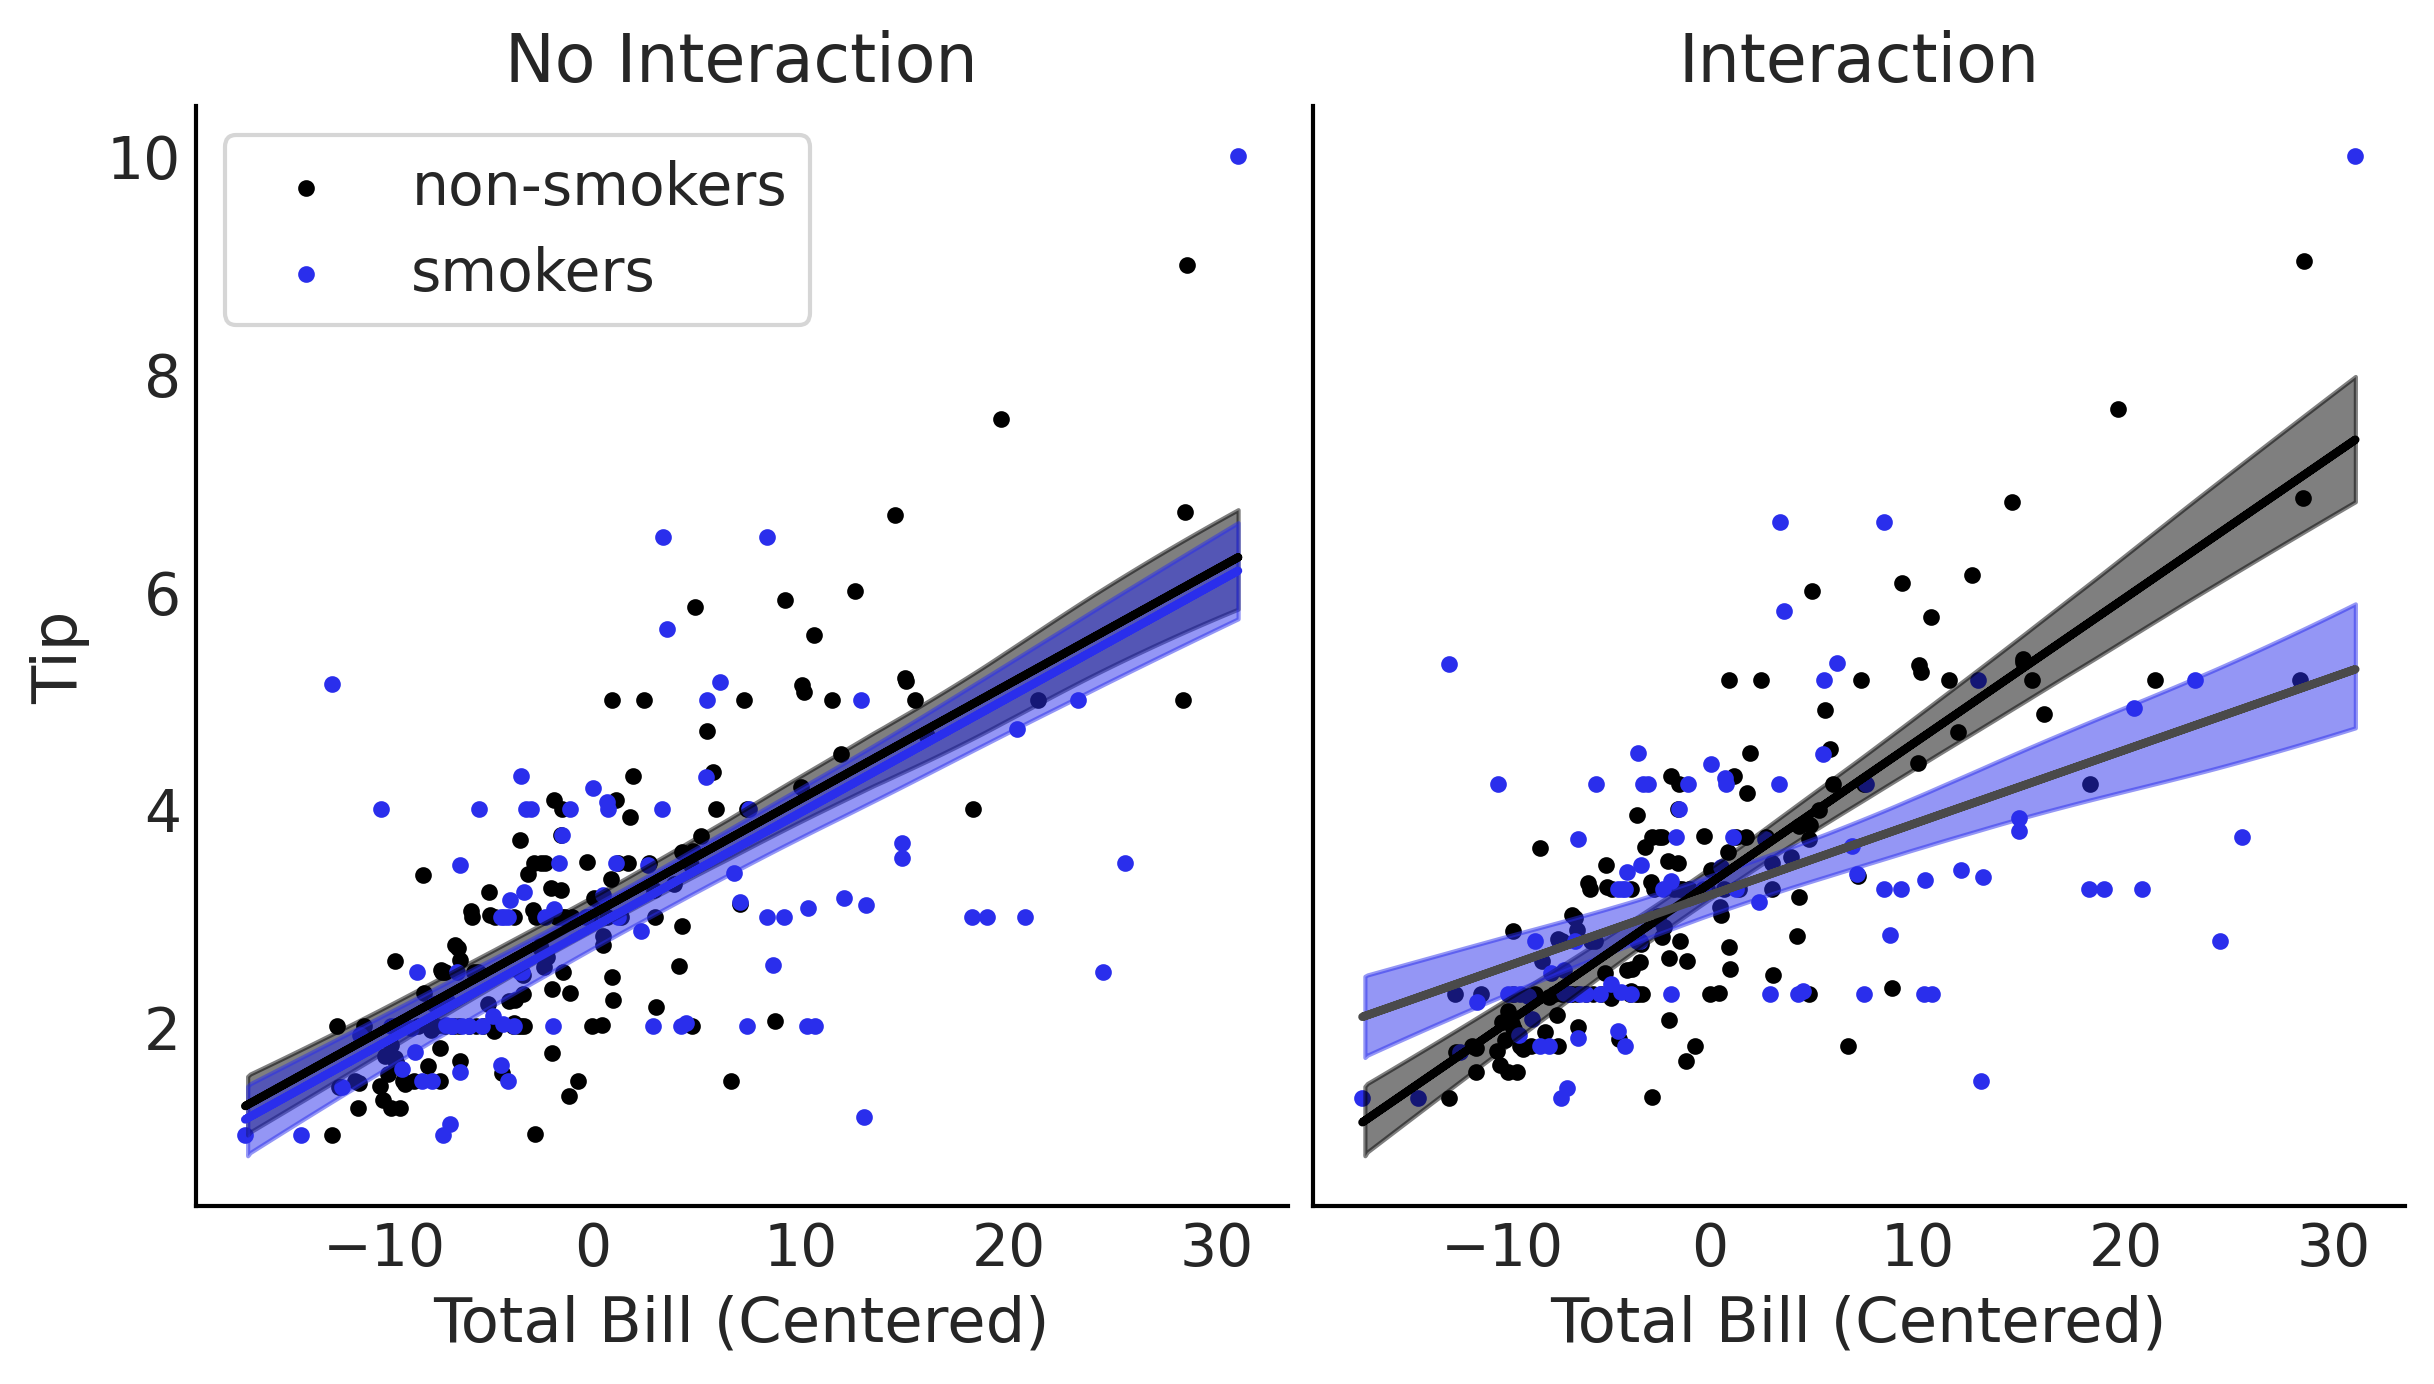 No Interaction
Interaction
10
8
6
4
2
Tip
non-smokers
smokers
−10 0 10 20 30
−10 0 10 20 30
Total Bill (Centered)
Total Bill (Centered)